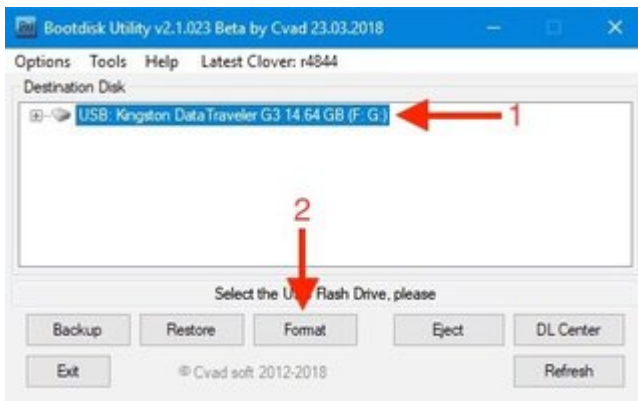 Bootdisk Utility v2.1.023 Beta by Cvad 23.03.2018
Options Tools Help Latest Clover: r4844
Destination Disk
USB: Kingston DataTraveler G3 14.64 GB (F: G:)
1
2
Select the Flash Drive, please
Backup Restore Format Eject DL Center
Exit © Cvad soft 2012-2018 Refresh